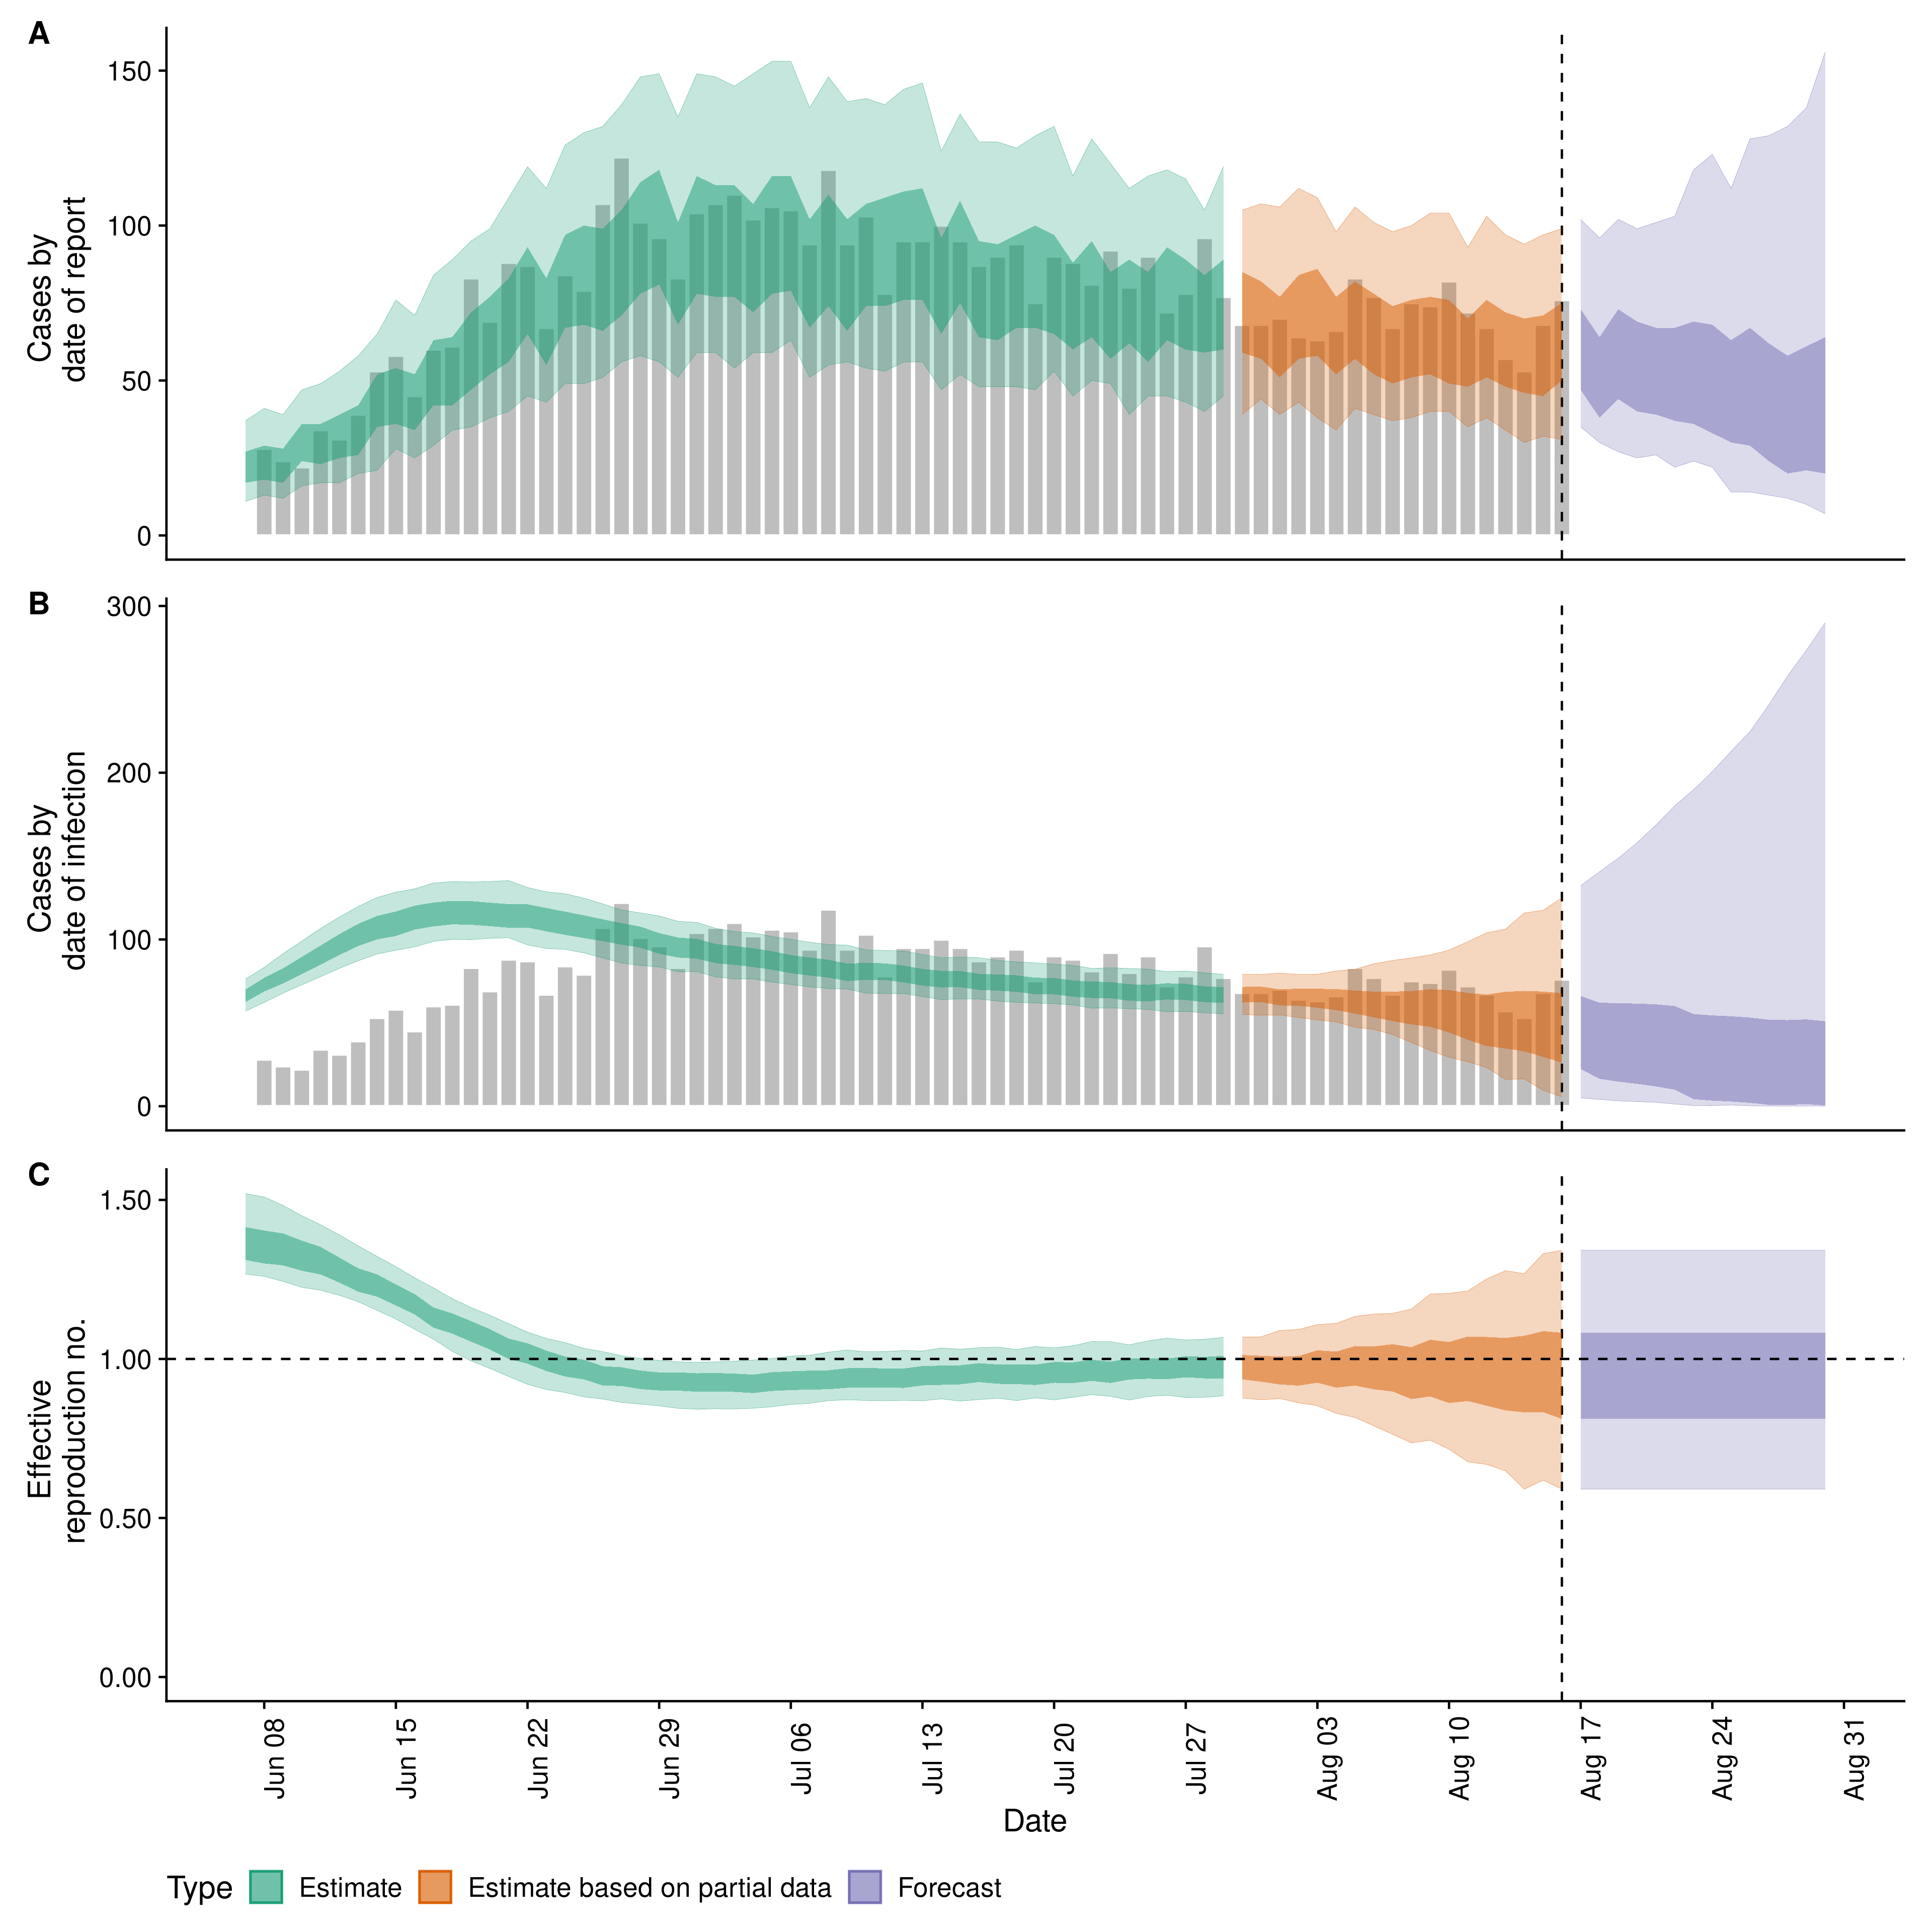 A
Cases by
date of report
150
100
50
0
B
Cases by
date of infection
300
200
100
0
C
Effective
reproduction no.
1.50
1.00
0.50
0.00
Jun 08
Jun 15
Jun 22
Jun 29
Jul 06
Jul 13
Jul 20
Jul 27
Aug 03
Aug 10
Aug 17
Aug 24
Aug 31
Date
Type Estimate Estimate based on partial data Forecast